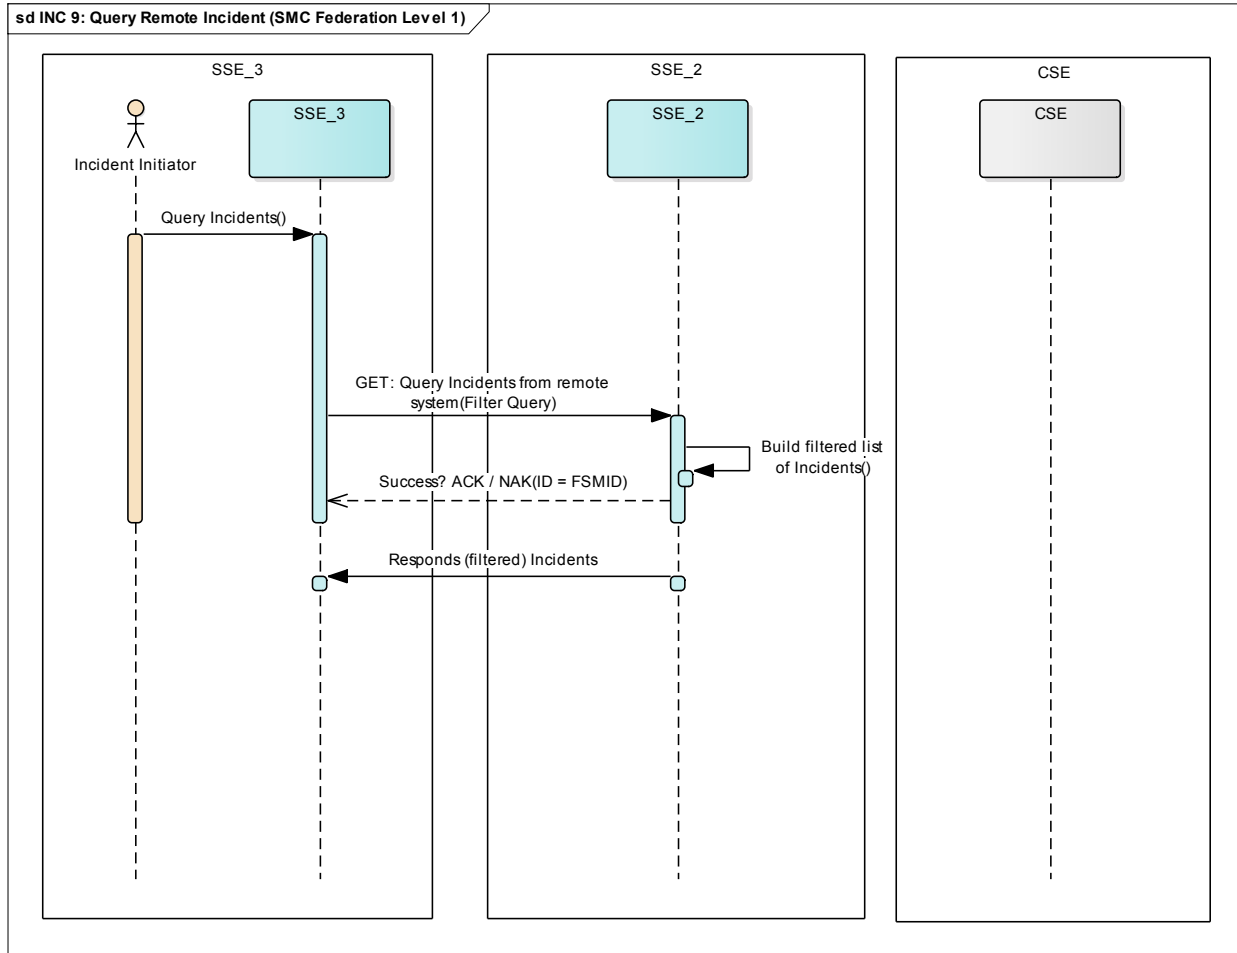 sd INC 9: Query Remote Incident (SMC Federation Level 1)
SSE_3
SSE_2
CSE
SSE_3
SSE_2
CSE
Incident Initiator
Query Incidents()
GET: Query Incidents from remote
system(Filter Query)
Build filtered list
of Incidents()
Success? ACK / NAK(ID = FSMID)
Responds (filtered) Incidents